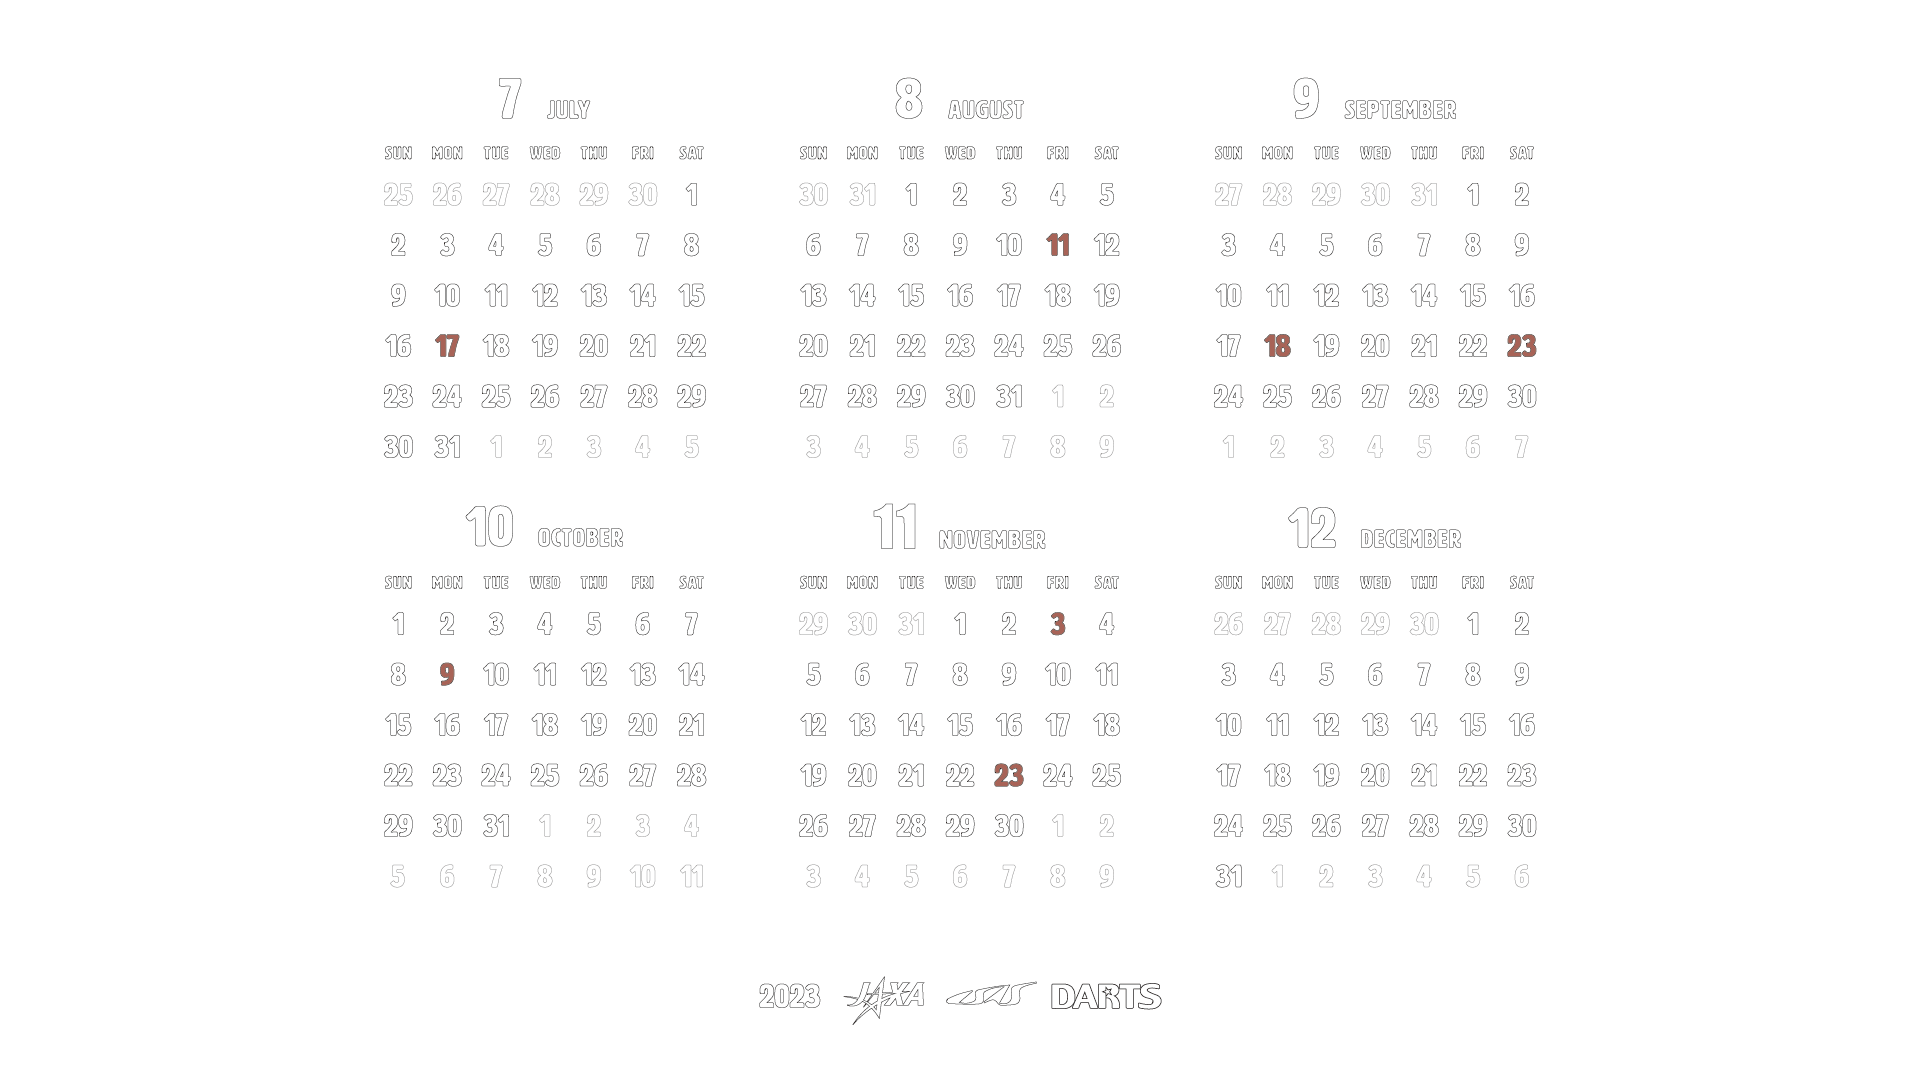 7 JULY
SUN MON TUE WED THU FRI SAT
25 26 27 28 29 30 1
2 3 4 5 6 7 8
9 10 11 12 13 14 15
16 17 18 19 20 21 22
23 24 25 26 27 28 29
30 31 1 2 3 4 5
8 AUGUST
SUN MON TUE WED THU FRI SAT
30 31 1 2 3 4 5
6 7 8 9 10 11 12
13 14 15 16 17 18 19
20 21 22 23 24 25 26
27 28 29 30 31 1 2
3 4 5 6 7 8 9
9 SEPTEMBER
SUN MON TUE WED THU FRI SAT
27 28 29 30 31 1 2
3 4 5 6 7 8 9
10 11 12 13 14 15 16
17 18 19 20 21 22 23
24 25 26 27 28 29 30
1 2 3 4 5 6 7
10 OCTOBER
SUN MON TUE WED THU FRI SAT
1 2 3 4 5 6 7
8 9 10 11 12 13 14
15 16 17 18 19 20 21
22 23 24 25 26 27 28
29 30 31 1 2 3 4
5 6 7 8 9 10 11
11 NOVEMBER
SUN MON TUE WED THU FRI SAT
29 30 31 1 2 3 4
5 6 7 8 9 10 11
12 13 14 15 16 17 18
19 20 21 22 23 24 25
26 27 28 29 30 1 2
3 4 5 6 7 8 9
12 DECEMBER
SUN MON TUE WED THU FRI SAT
26 27 28 29 30 1 2
3 4 5 6 7 8 9
10 11 12 13 14 15 16
17 18 19 20 21 22 23
24 25 26 27 28 29 30
31 1 2 3 4 5 6
2023 JAXA ISAS DARTS